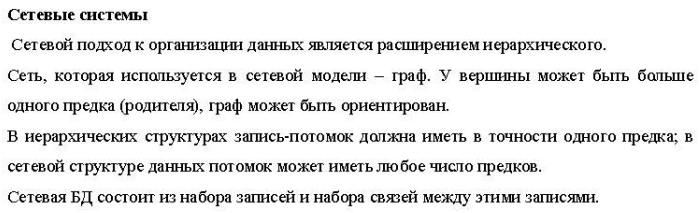 Сетевые системы
Сетевой подход к организации данных является расширением иерархического.
Сеть, которая используется в сетевой модели – граф. У вершины может быть больше
одного предка (родителя), граф может быть ориентирован.
В иерархических структурах запись-потомок должна иметь в точности одного предка; в
сетевой структуре данных потомок может иметь любое число предков.
Сетевая БД состоит из набора записей и набора связей между этими записями.